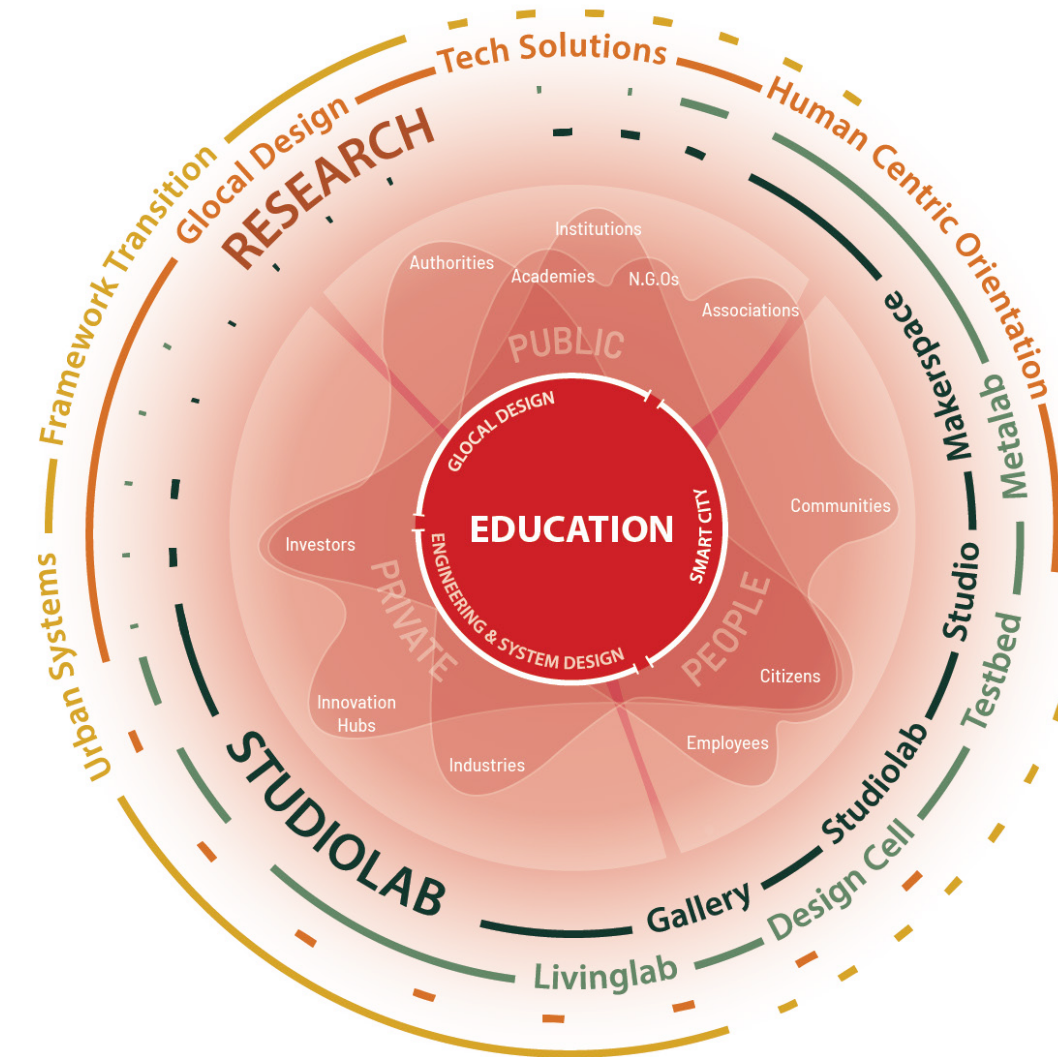 Tech Solutions
Human Centric Orientation
Glocal Design
Framework Transition
Urban Systems
RESEARCH
Institutions
Authorities
Academies
N.G.Os
Associations
PUBLIC
Makerspace
Metalab
GLOCAL DESIGN
SMART CITY
ENGINEERING & SYSTEM DESIGN
EDUCATION
Communities
Investors
PRIVATE
PEOPLE
Studio
Testbed
Citizens
Innovation
Hubs
Employees
Industries
STUDIOLAB
Studiolab
Design Cell
Gallery
Livinglab